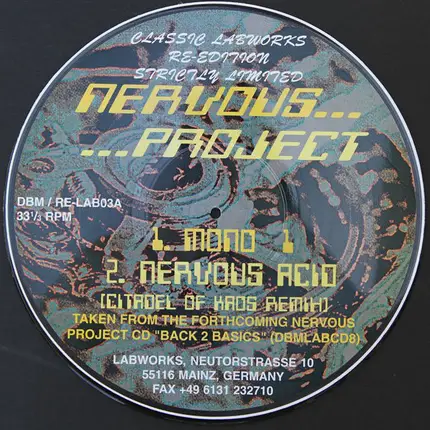 CLASSIC LABWORKS
RE-EDITION
STRICTLY LIMITED
NERVOUS...
...PROJECT
DBM / RE-LAB03A
33⅓ RPM
1. MONO 1
2. NERVOUS ACID
(CITADEL OF KAOS REMIX)
TAKEN FROM THE FORTHCOMING NERVOUS
PROJECT CD "BACK 2 BASICS" (DBMLABCD8)
LABWORKS, NEUTORSTRASSE 10
55116 MAINZ, GERMANY
FAX +49 6131 232710